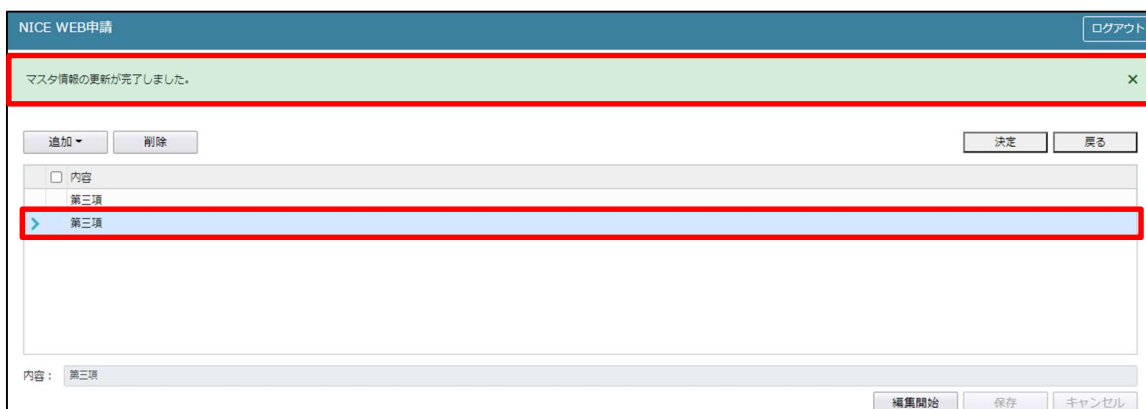 NICE WEB申請 ログアウト
マスタ情報の更新が完了しました。 ×
追加 削除 決定 戻る
内容
第三項
第三項
内容： 第三項
編集開始 保存 キャンセル